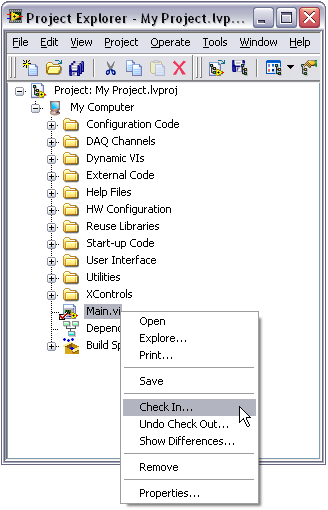 Project Explorer - My Project.lvp...
File Edit View Project Operate Tools Window Help
Project: My Project.lvproj
My Computer
Configuration Code
DAQ Channels
Dynamic VIs
External Code
Help Files
HW Configuration
Reuse Libraries
Start-up Code
User Interface
Utilities
XControls
Main.vi
Depend
Build Sp
Open
Explore...
Print...
Save
Check In...
Undo Check Out...
Show Differences...
Remove
Properties...